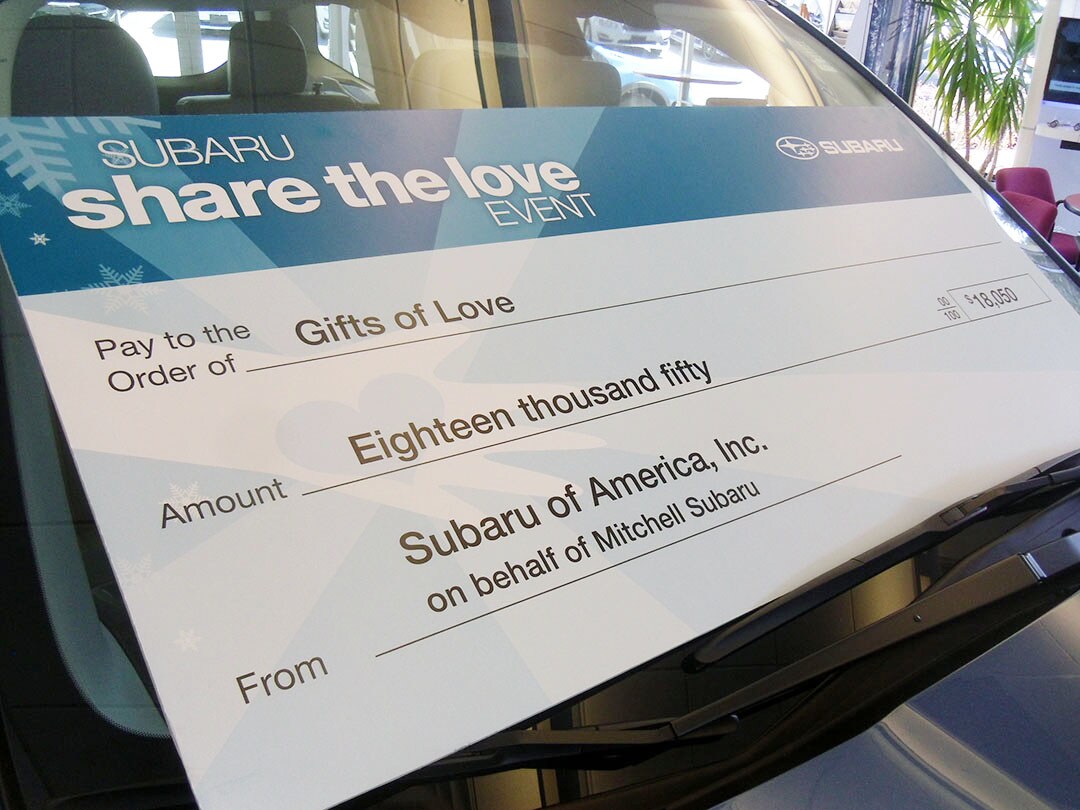 SUBARU
share the love
EVENT
SUBARU
Pay to the
Order of
Gifts of Love
00
100
$18,050
Amount
Eighteen thousand fifty
Subaru of America, Inc.
on behalf of Mitchell Subaru
From